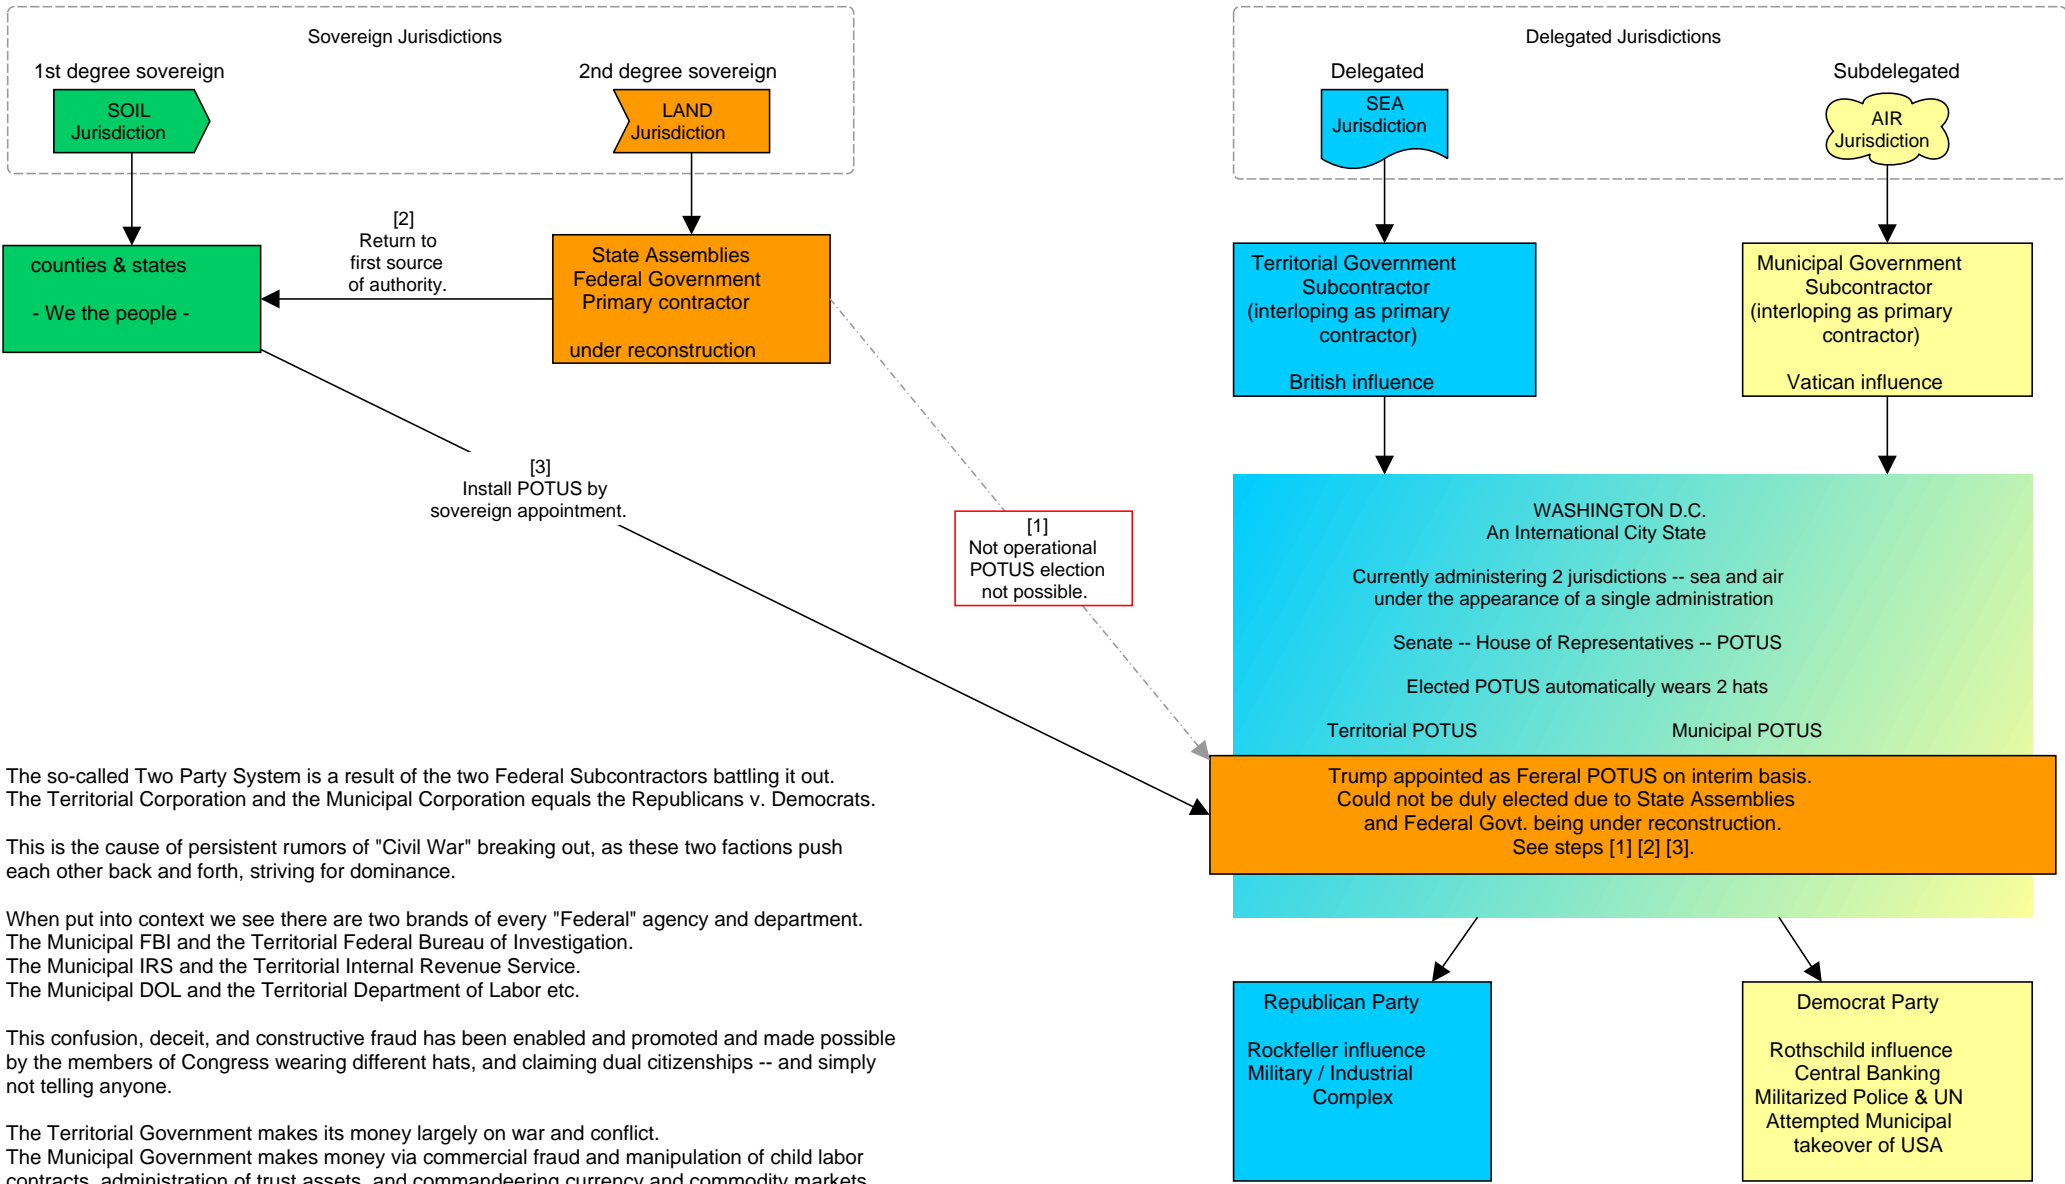 Sovereign Jurisdictions
1st degree sovereign
SOIL
Jurisdiction
2nd degree sovereign
LAND
Jurisdiction
Delegated Jurisdictions
Delegated
SEA
Jurisdiction
Subdelegated
AIR
Jurisdiction
counties & states
- We the people -
[2]
Return to
first source
of authority.
State Assemblies
Federal Government
Primary contractor
under reconstruction
Territorial Government
Subcontractor
(interloping as primary
contractor)
British influence
Municipal Government
Subcontractor
(interloping as primary
contractor)
Vatican influence
[3]
Install POTUS by
sovereign appointment.
[1]
Not operational
POTUS election
not possible.
WASHINGTON D.C.
An International City State
Currently administering 2 jurisdictions -- sea and air
under the appearance of a single administration
Senate -- House of Representatives -- POTUS
Elected POTUS automatically wears 2 hats
Territorial POTUS
Municipal POTUS
Trump appointed as Fereral POTUS on interim basis.
Could not be duly elected due to State Assemblies
and Federal Govt. being under reconstruction.
See steps [1] [2] [3].
The so-called Two Party System is a result of the two Federal Subcontractors battling it out.
The Territorial Corporation and the Municipal Corporation equals the Republicans v. Democrats.
This is the cause of persistent rumors of "Civil War" breaking out, as these two factions push
each other back and forth, striving for dominance.
When put into context we see there are two brands of every "Federal" agency and department.
The Municipal FBI and the Territorial Federal Bureau of Investigation.
The Municipal IRS and the Territorial Internal Revenue Service.
The Municipal DOL and the Territorial Department of Labor etc.
This confusion, deceit, and constructive fraud has been enabled and promoted and made possible
by the members of Congress wearing different hats, and claiming dual citizenships -- and simply
not telling anyone.
The Territorial Government makes its money largely on war and conflict.
The Municipal Government makes money via commercial fraud and manipulation of child labor
contracts, administration of trust assets, and commandeering currency and commodity markets
Republican Party
Rockfeller influence
Military / Industrial
Complex
Democrat Party
Rothschild influence
Central Banking
Militarized Police & UN
Attempted Municipal
takeover of USA